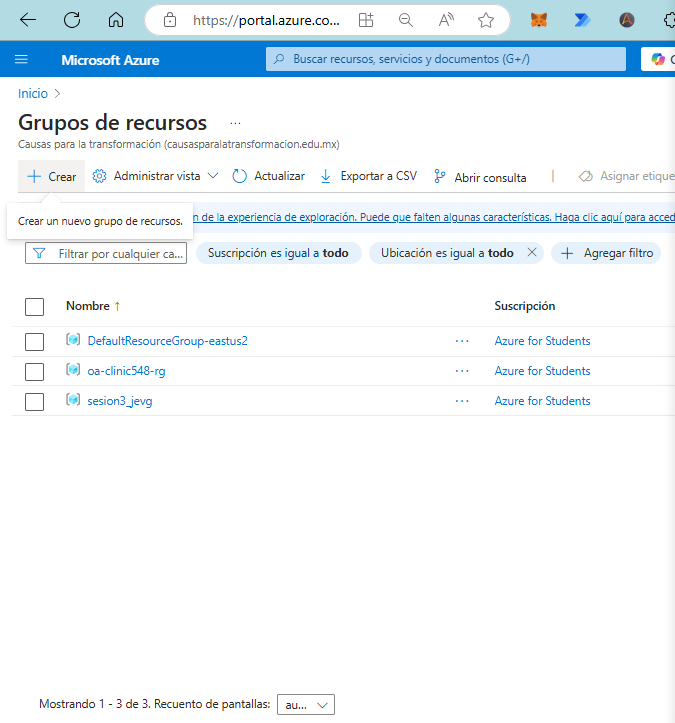 https://portal.azure.co...
Microsoft Azure
Buscar recursos, servicios y documentos (G+/)
Inicio
Grupos de recursos ...
Causas para la transformación (causasparalatransformacion.edu.mx)
Crear
Administrar vista
Actualizar
Exportar a CSV
Abrir consulta
Asignar etique
Crear un nuevo grupo de recursos.
n de la experiencia de exploración. Puede que falten algunas características. Haga clic aquí para acced
Filtrar por cualquier ca...
Suscripción es igual a todo
Ubicación es igual a todo
Agregar filtro
Nombre ↑
Suscripción
DefaultResourceGroup-eastus2 ... Azure for Students
oa-clinic548-rg ... Azure for Students
sesion3_jevg ... Azure for Students
Mostrando 1 - 3 de 3. Recuento de pantallas: au...